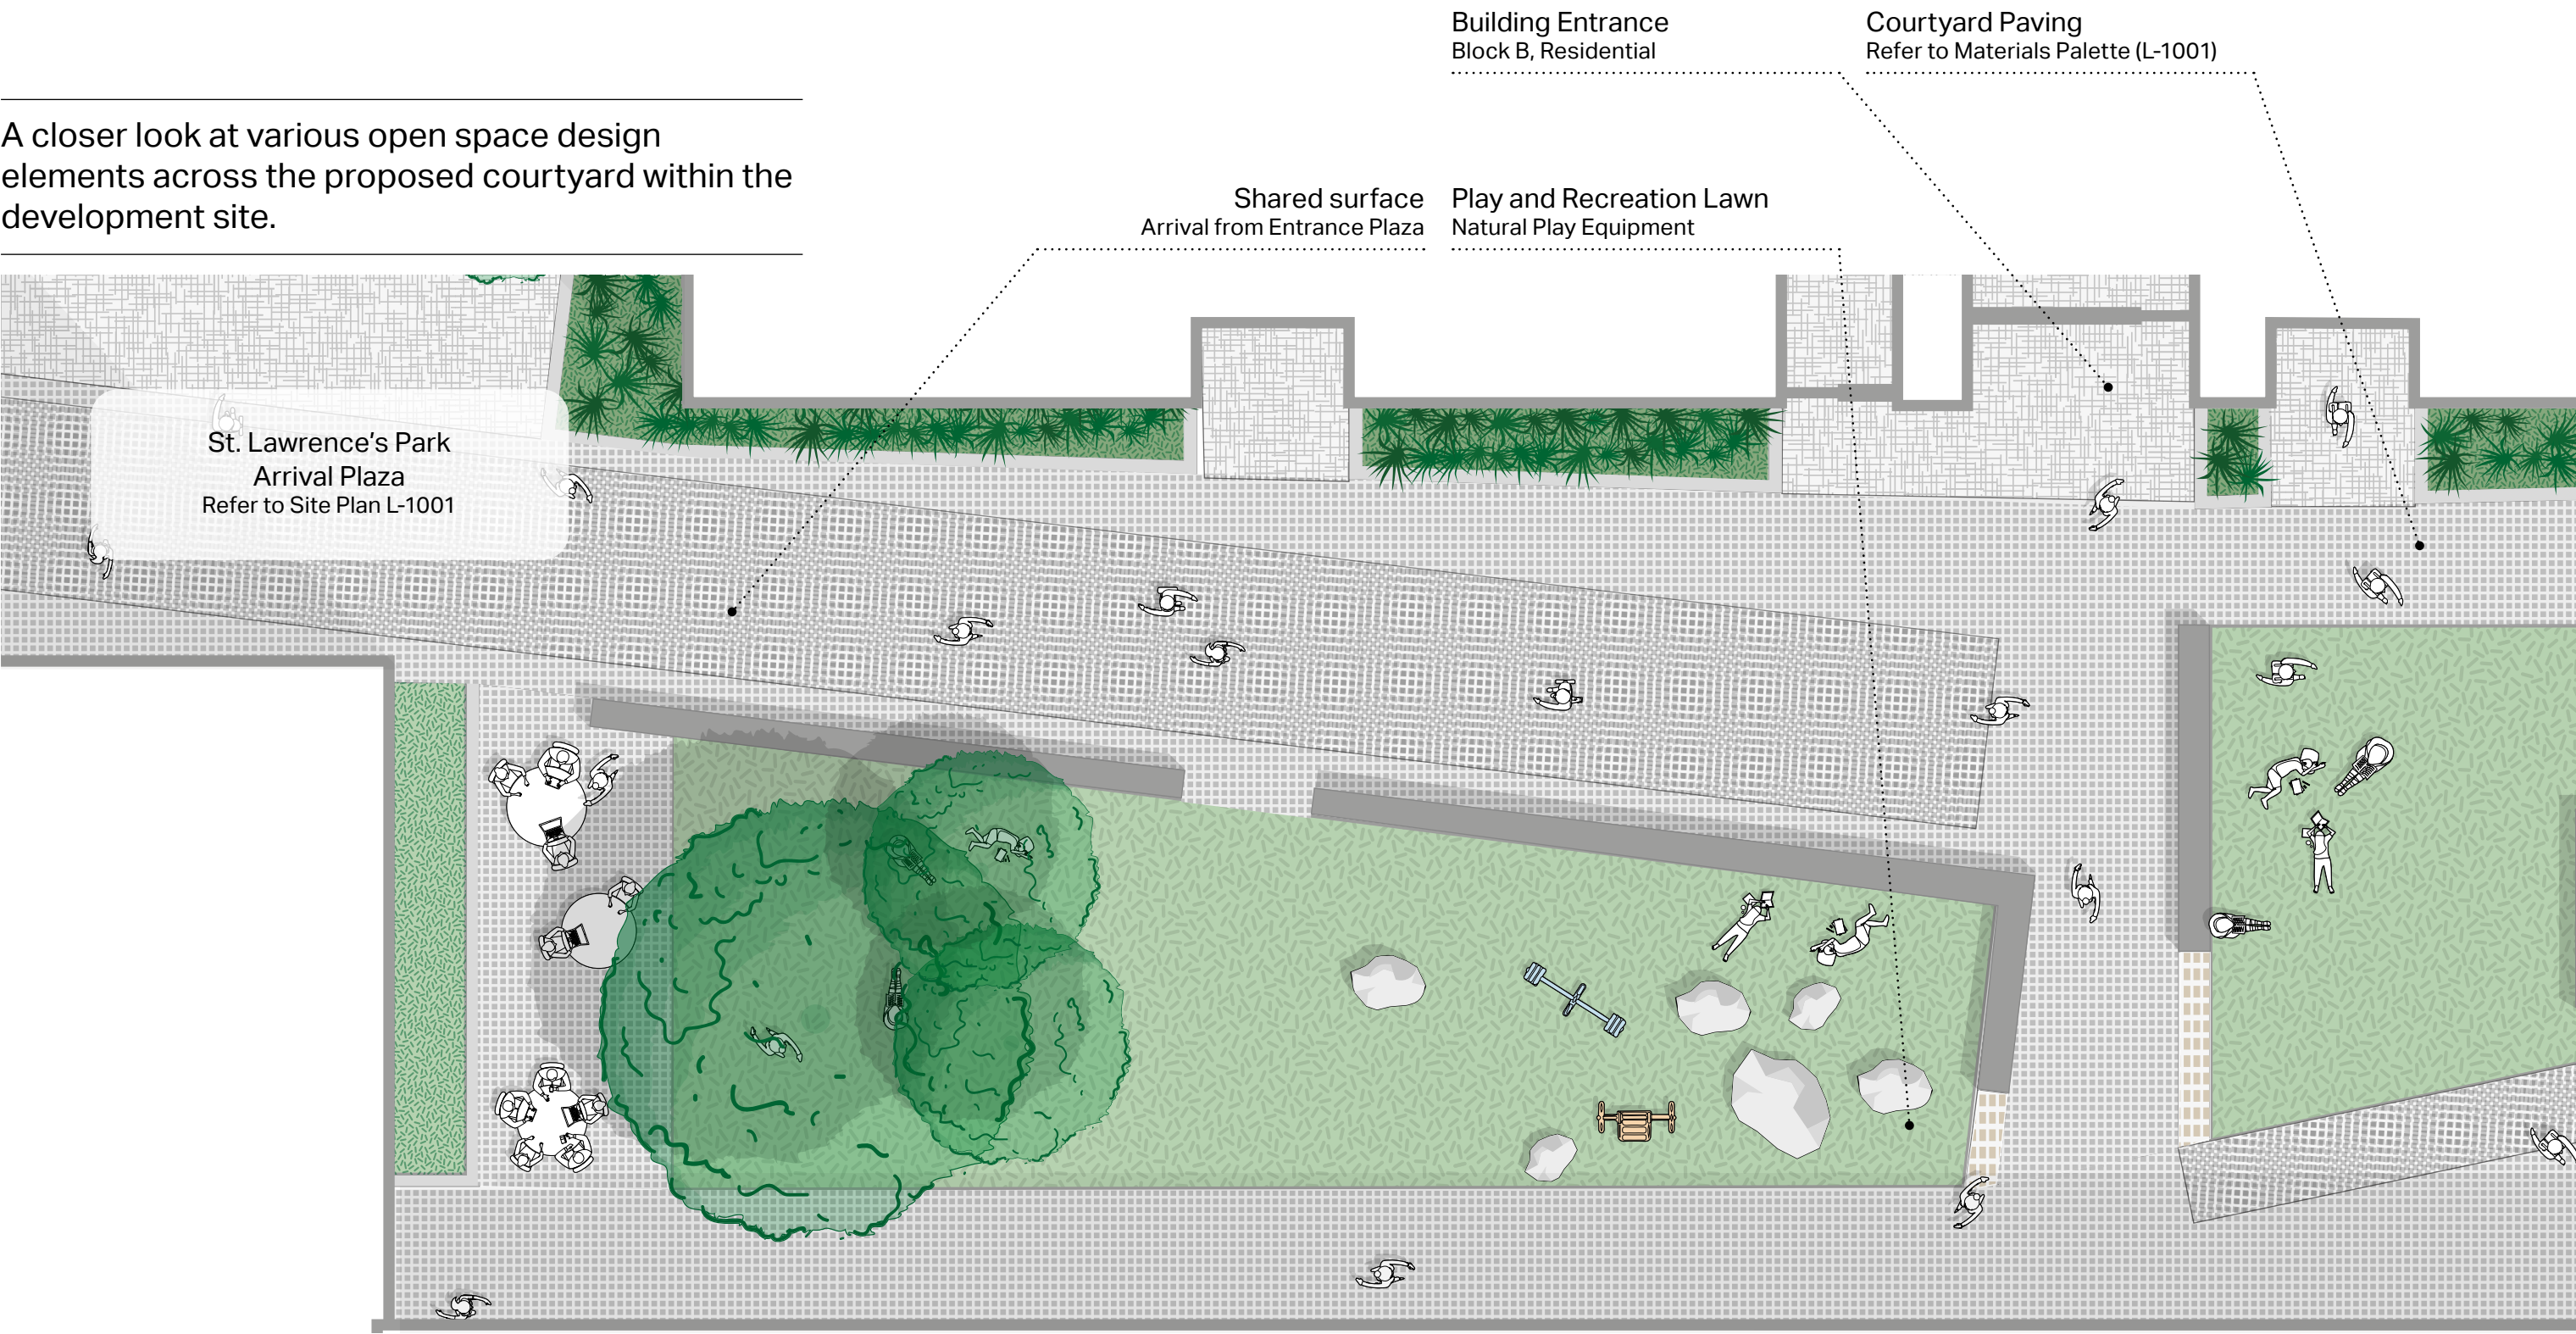 Building Entrance
Block B, Residential
Courtyard Paving
Refer to Materials Palette (L-1001)
A closer look at various open space design
elements across the proposed courtyard within the
development site.
Shared surface
Arrival from Entrance Plaza
Play and Recreation Lawn
Natural Play Equipment
St. Lawrence’s Park
Arrival Plaza
Refer to Site Plan L-1001